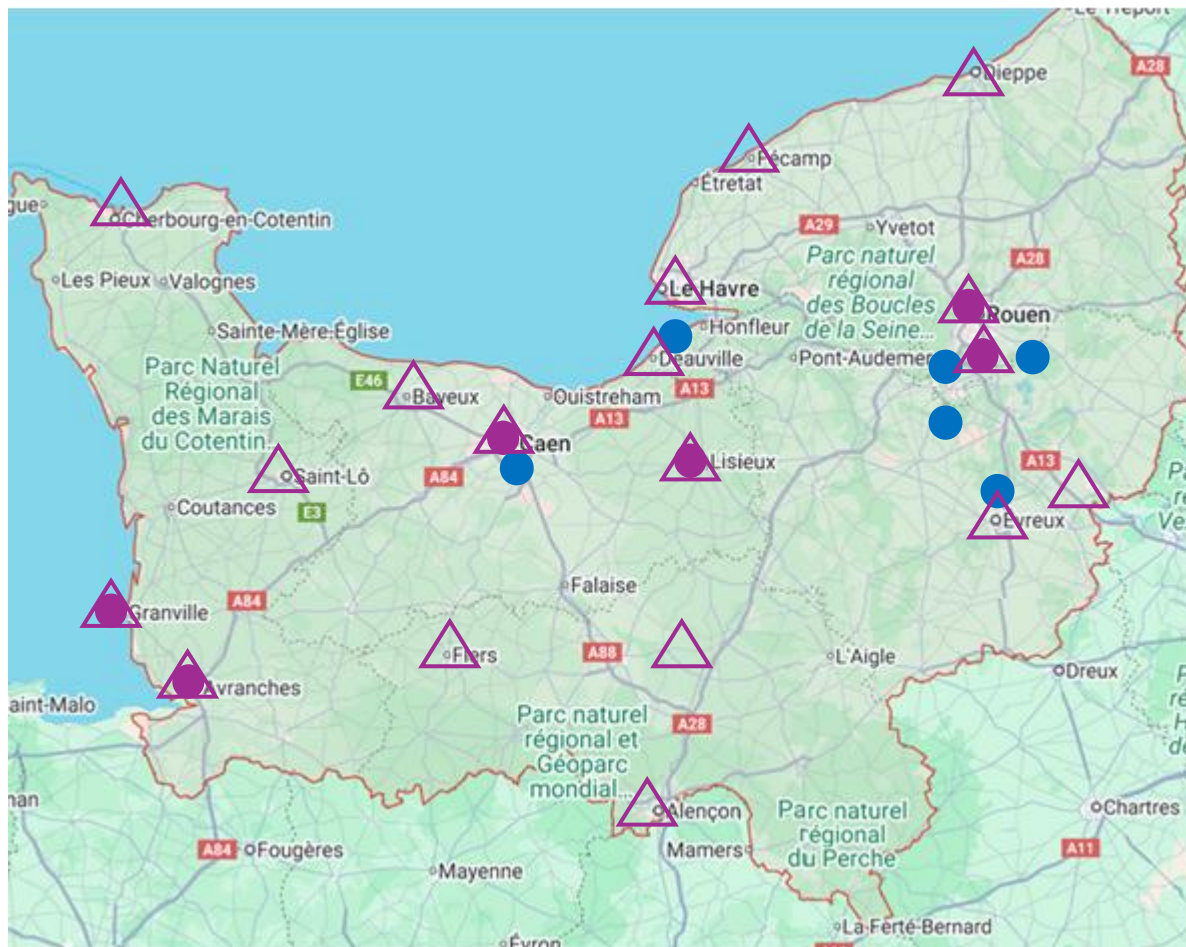 Le Tréport
Dieppe
A28
Fécamp
Étretat
gue
Cherbourg-en-Cotentin
A29
Yvetot
Les Pieux
Valognes
Parc naturel
régional
des Boucles
de la Seine...
A28
Le Havre
Rouen
Sainte-Mère-Église
Honfleur
Deauville
Pont-Audemer
Parc Naturel
Régional
des Marais
du Cotentin...
E46
Bayeux
Ouistreham
A13
A13
Caen
Lisieux
A13
Saint-Lô
A84
Coutances
E3
Évreux
Ve
Falaise
A84
Granville
Flers
A88
L'Aigle
Dreux
Avranches
aint-Malo
Parc naturel
régional et
Géoparc
mondial...
A28
nan
Alençon
Parc naturel
régional
du Perche
Chartres
A84
Fougères
Mamers
A11
Mayenne
La Ferté-Bernard
Évron